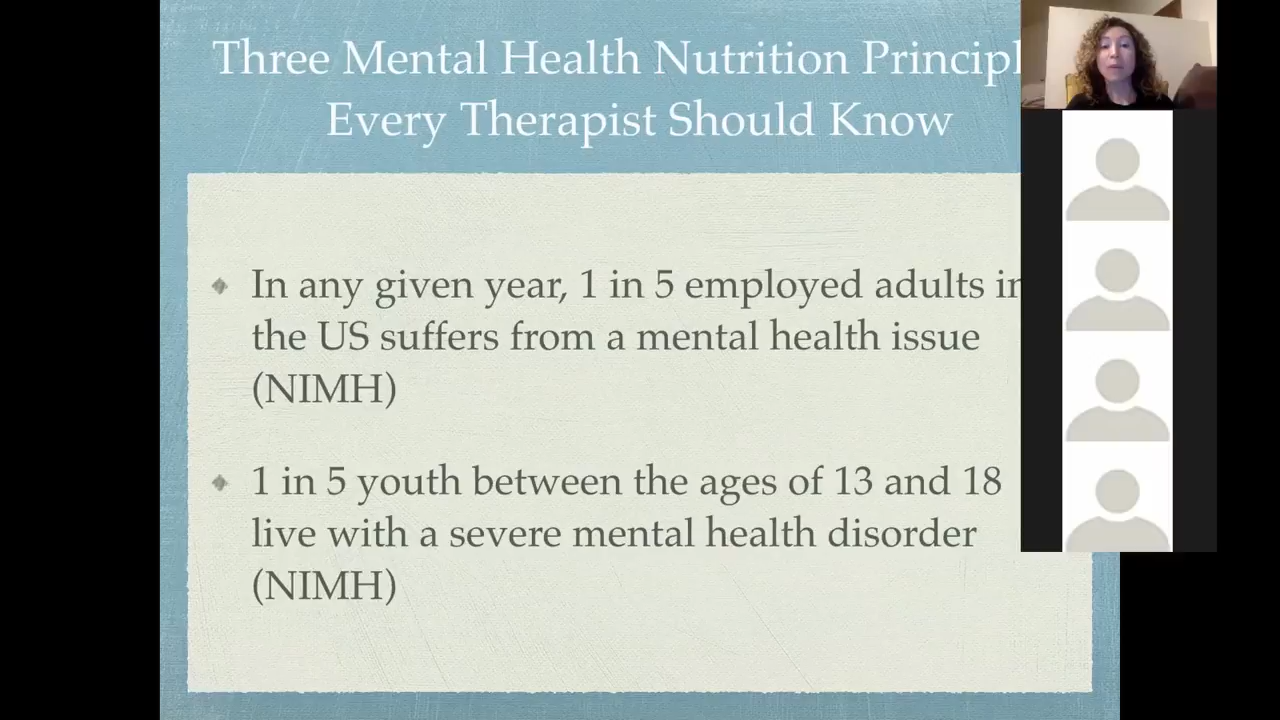 Three Mental Health Nutrition Princip
Every Therapist Should Know
In any given year, 1 in 5 employed adults in
the US suffers from a mental health issue
(NIMH)
1 in 5 youth between the ages of 13 and 18
live with a severe mental health disorder
(NIMH)